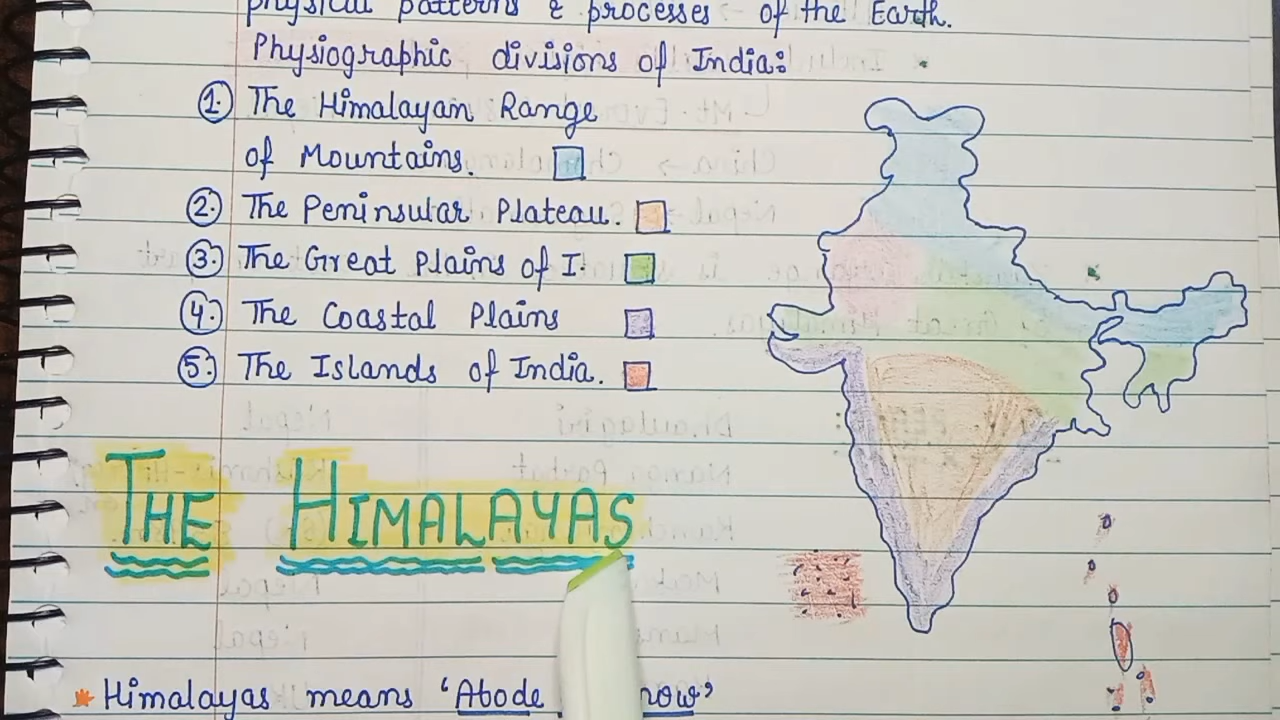 physical patterns & processes of the Earth.
Physiographic divisions of India:
1. The Himalayan Range
of Mountains.
2. The Peninsular Plateau.
3. The Great Plains of I.
4. The Coastal Plains
5. The Islands of India.
THE HIMALAYAS
Himalayas means ‘Abode